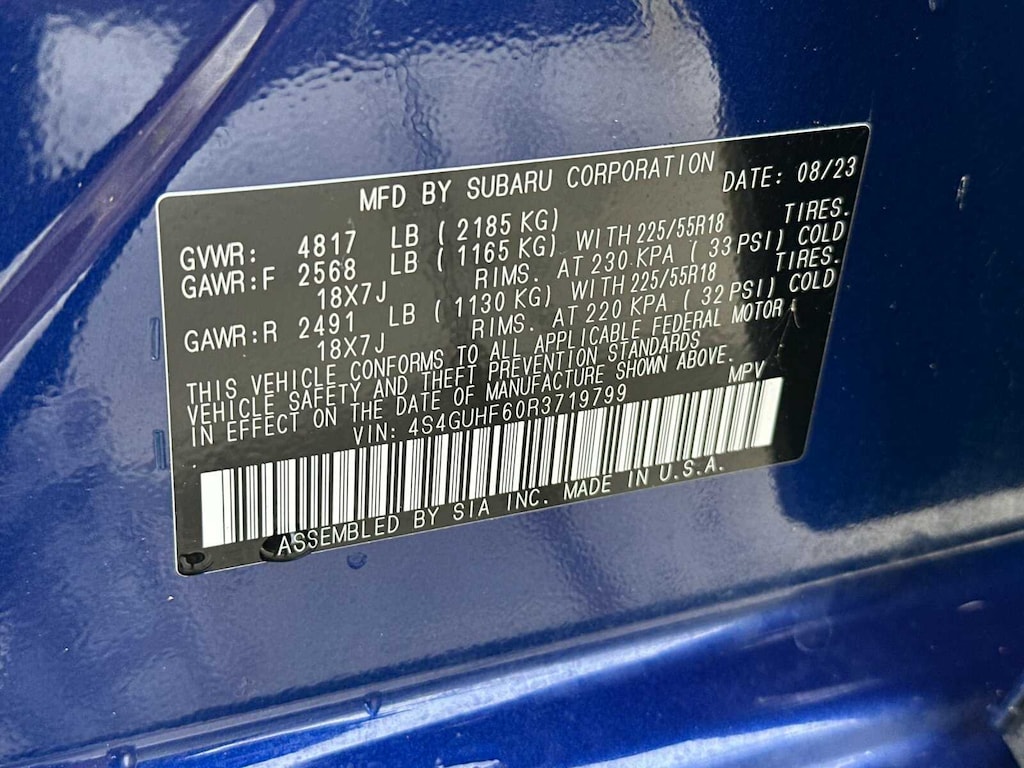 MFD BY SUBARU CORPORATION DATE: 08/23
GVWR: 4817 LB ( 2185 KG)
GAWR:F 2568 LB ( 1165 KG) WITH 225/55R18 TIRES.
18X7J RIMS. AT 230 KPA ( 33 PSI) COLD
GAWR:R 2491 LB ( 1130 KG) WITH 225/55R18 TIRES.
18X7J RIMS. AT 220 KPA ( 32 PSI) COLD
THIS VEHICLE CONFORMS TO ALL APPLICABLE FEDERAL MOTOR
VEHICLE SAFETY AND THEFT PREVENTION STANDARDS
IN EFFECT ON THE DATE OF MANUFACTURE SHOWN ABOVE.
VIN: 4S4GUHF60R3719799 MPV
ASSEMBLED BY SIA INC. MADE IN U.S.A.